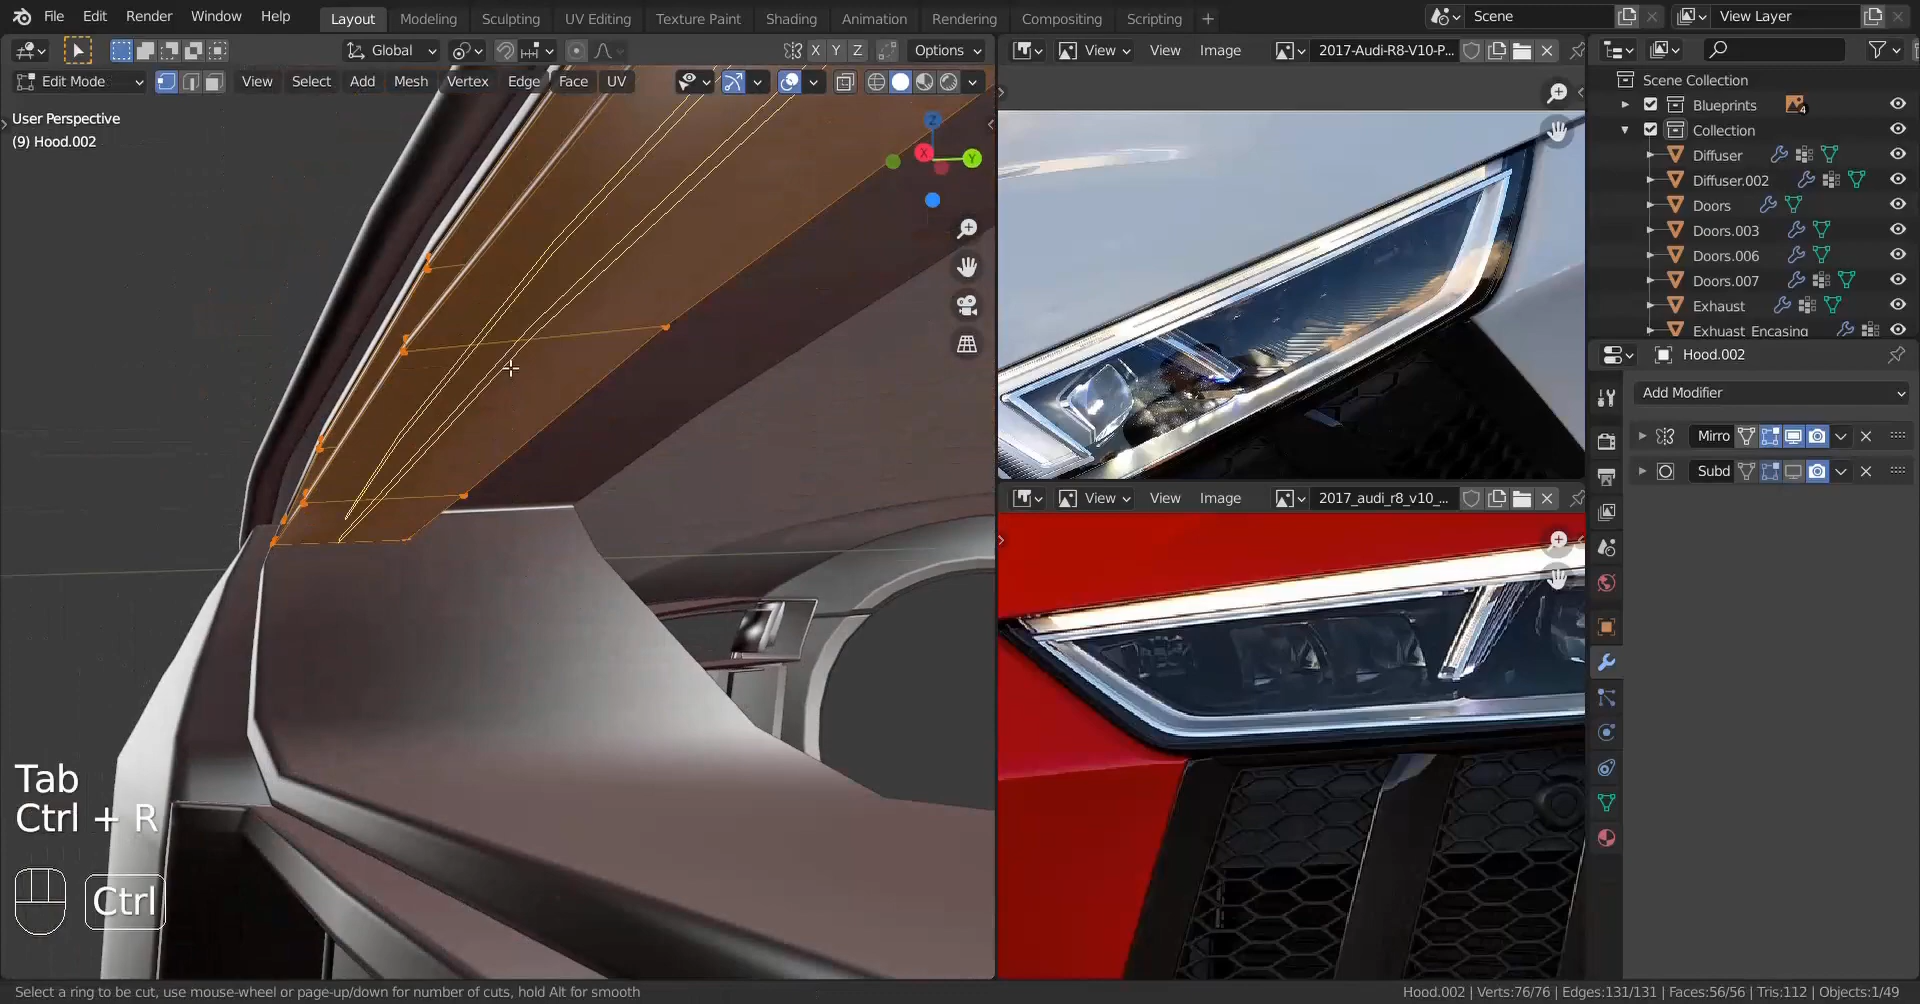 File Edit Render Window Help Layout Modeling Sculpting UV Editing Texture Paint Shading Animation Rendering Compositing Scripting + Scene View Layer
Global X Y Z Options View View Image 2017-Audi-R8-V10-P...
Edit Mode View Select Add Mesh Vertex Edge Face UV
User Perspective
(9) Hood.002
Z
X
Y
Scene Collection
Blueprints 4
Collection
Diffuser
Diffuser.002
Doors
Doors.003
Doors.006
Doors.007
Exhaust
Exhuast Encasing
Hood.002
Add Modifier
Mirro
Subd
View View Image 2017_audi_r8_v10_...
Tab
Ctrl + R
Ctrl
Select a ring to be cut, use mouse-wheel or page-up/down for number of cuts, hold Alt for smooth
Hood.002 | Verts:76/76 | Edges:131/131 | Faces:56/56 | Tris:112 | Objects:1/49